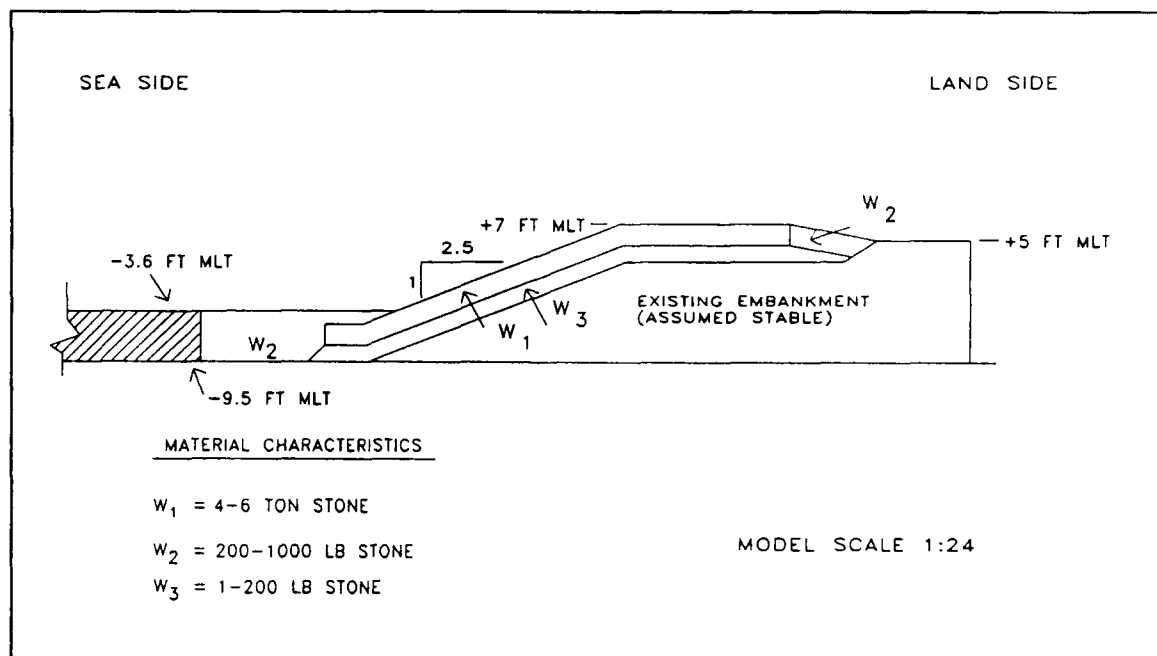 SEA SIDE
LAND SIDE
W2
+7 FT MLT
+5 FT MLT
2.5
-3.6 FT MLT
1
EXISTING EMBANKMENT
(ASSUMED STABLE)
W3
W1
W2
-9.5 FT MLT
MATERIAL CHARACTERISTICS
W1 = 4-6 TON STONE
W2 = 200-1000 LB STONE
MODEL SCALE 1:24
W3 = 1-200 LB STONE